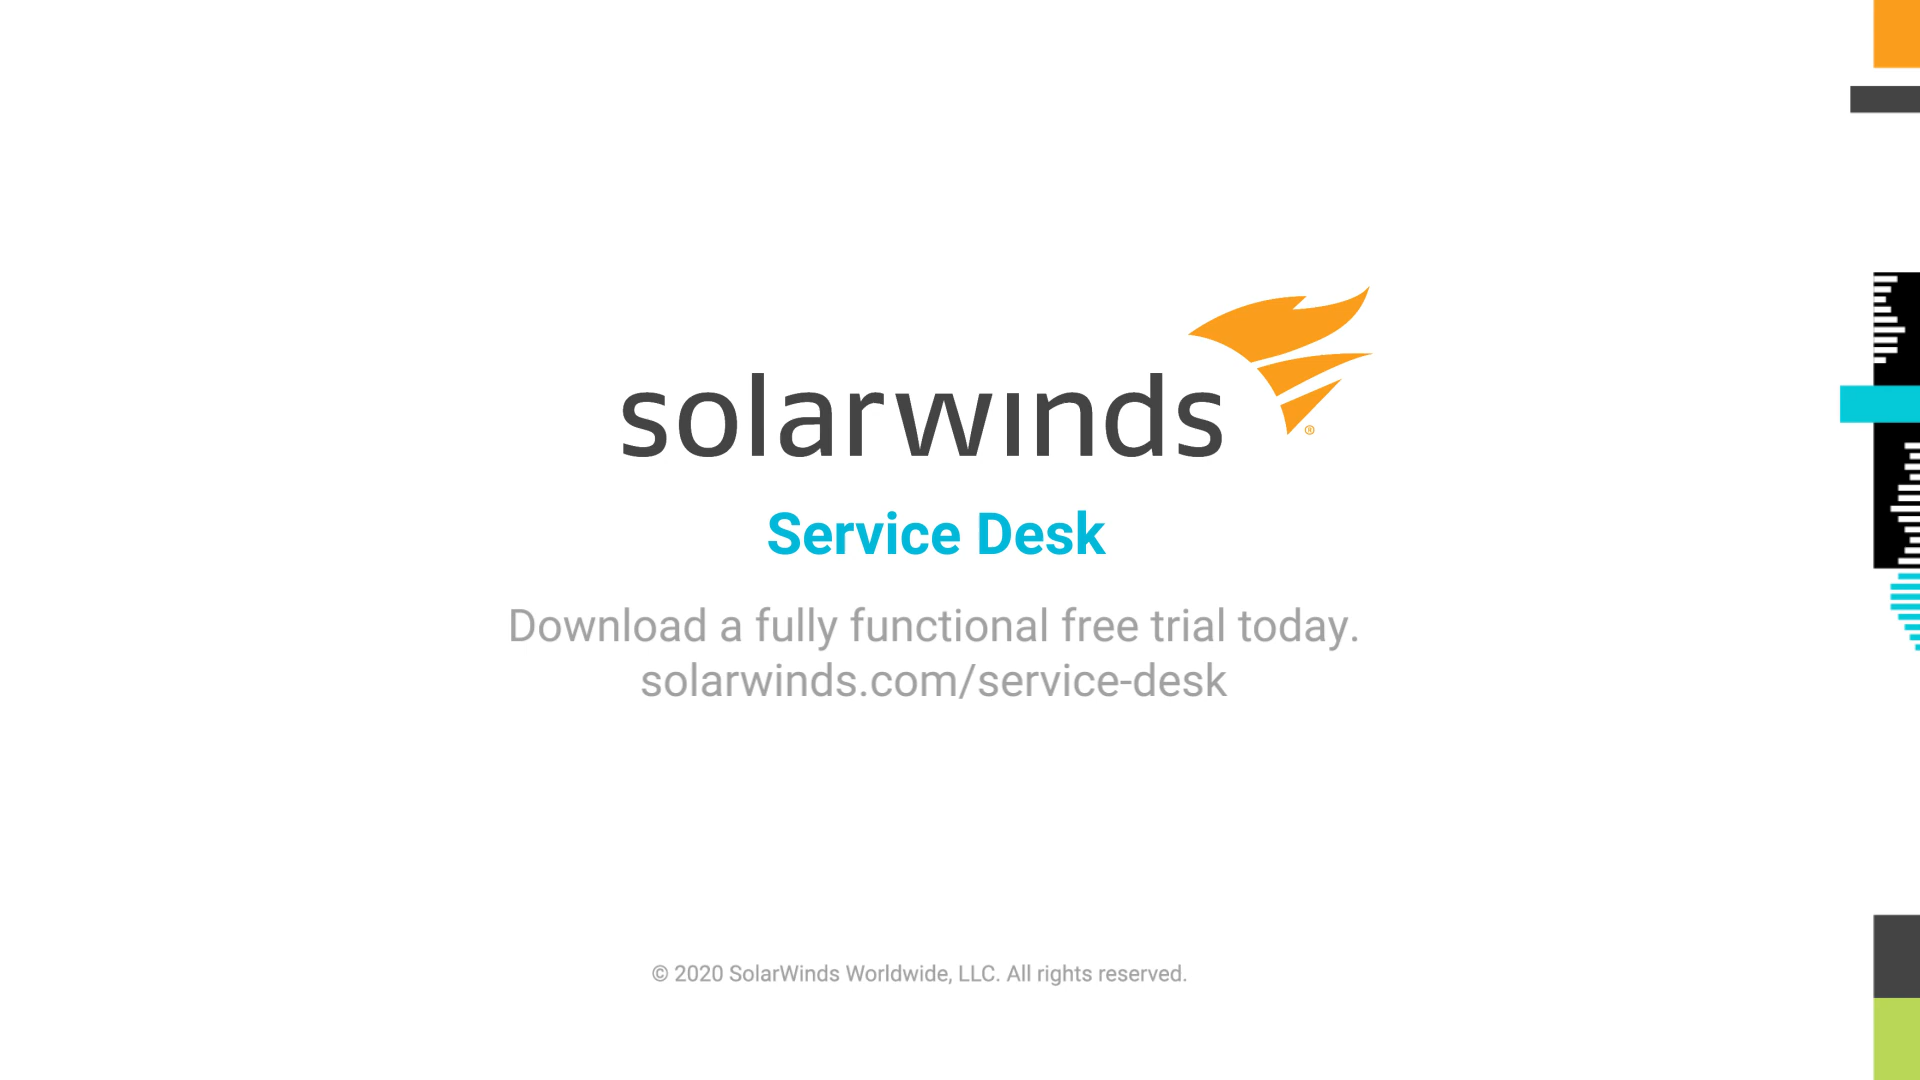 solarwinds®
Service Desk
Download a fully functional free trial today.
solarwinds.com/service-desk
© 2020 SolarWinds Worldwide, LLC. All rights reserved.